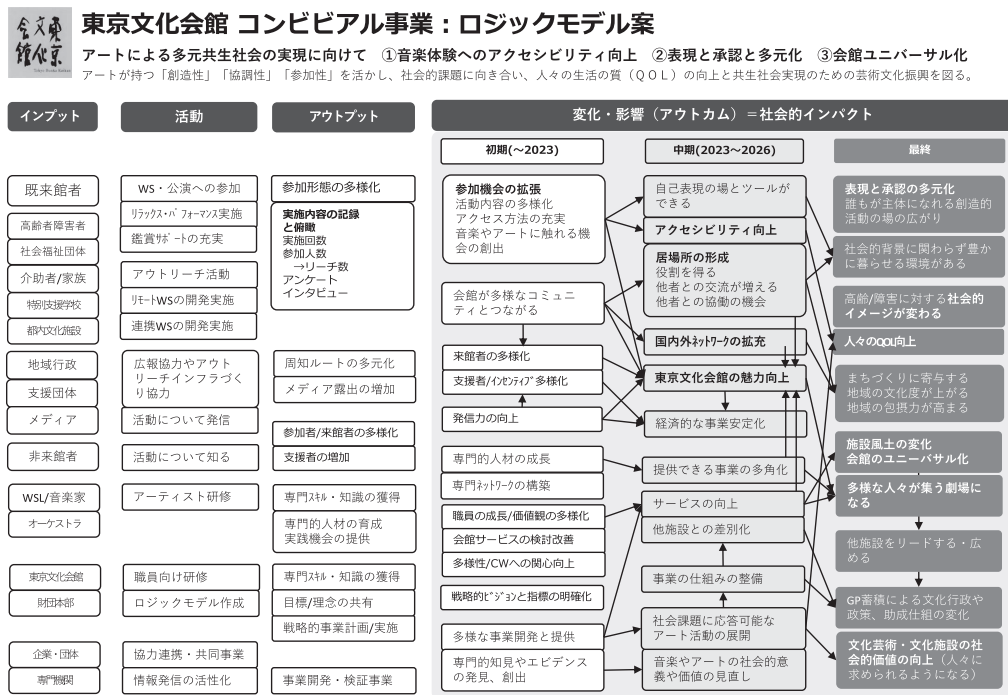 東京文化会館
東京文化会館 コンビビアル事業：ロジックモデル案
アートによる多元共生社会の実現に向けて　①音楽体験へのアクセシビリティ向上　②表現と承認と多元化　③会館ユニバーサル化
アートが持つ「創造性」「協調性」「参加性」を活かし、社会的課題に向き合い、人々の生活の質（ＱＯＬ）の向上と共生社会実現のための芸術文化振興を図る。
インプット
既来館者
高齢者障害者
社会福祉団体
介助者/家族
特別支援学校
都内文化施設
地域行政
支援団体
メディア
非来館者
WSL/音楽家
オーケストラ
東京文化会館
財団本部
企業・団体
専門機関
活動
WS・公演への参加
ﾘﾗｯｸｽ･ﾊﾟﾌｫｰﾏﾝｽ実施
鑑賞ｻﾎﾟｰﾄの充実
アウトリーチ活動
ﾘﾓｰﾄWSの開発実施
連携WSの開発実施
広報協力やアウト
リーチインフラづく
り協力
活動について発信
活動について知る
アーティスト研修
職員向け研修
ロジックモデル作成
協力連携・共同事業
情報発信の活性化
アウトプット
参加形態の多様化
実施内容の記録
と俯瞰
実施回数
参加人数
→リーチ数
アンケート
インタビュー
周知ルートの多元化
メディア露出の増加
参加者/来館者の多様化
支援者の増加
専門ｽｷﾙ・知識の獲得
専門的人材の育成
実践機会の提供
専門ｽｷﾙ・知識の獲得
目標/理念の共有
戦略的事業計画/実施
事業開発・検証事業
変化・影響（アウトカム）＝社会的インパクト
初期(～2023)
参加機会の拡張
活動内容の多様化
アクセス方法の充実
音楽やアートに触れる機
会の創出
会館が多様なコミュニ
ティとつながる
来館者の多様化
支援者/ｲﾝｾﾝﾃｨﾌﾞ多様化
発信力の向上
専門的人材の成長
専門ﾈｯﾄﾜｰｸの構築
職員の成長/価値観の多様化
会館サービスの検討改善
多様性/CWへの関心向上
戦略的ﾋﾞｼﾞｮﾝと指標の明確化
多様な事業開発と提供
専門的知見やエビデンス
の発見、創出
中期(2023～2026)
自己表現の場とツールが
できる
アクセシビリティ向上
居場所の形成
役割を得る
他者との交流が増える
他者との協働の機会
国内外ﾈｯﾄﾜｰｸの拡充
東京文化会館の魅力向上
経済的な事業安定化
提供できる事業の多角化
サービスの向上
他施設との差別化
事業の仕組みの整備
社会課題に応答可能な
アート活動の展開
音楽やアートの社会的意
義や価値の見直し
最終
表現と承認の多元化
誰もが主体になれる創造的
活動の場の広がり
社会的背景に関わらず豊か
に暮らせる環境がある
高齢/障害に対する社会的
イメージが変わる
人々のQOL向上
まちづくりに寄与する
地域の文化度が上がる
地域の包摂力が高まる
施設風土の変化
会館のユニーバサル化
多様な人々が集う劇場に
なる
他施設をリードする・広
める
GP蓄積による文化行政や
政策、助成仕組の変化
文化芸術・文化施設の社
会的価値の向上（人々に
求められるようになる）